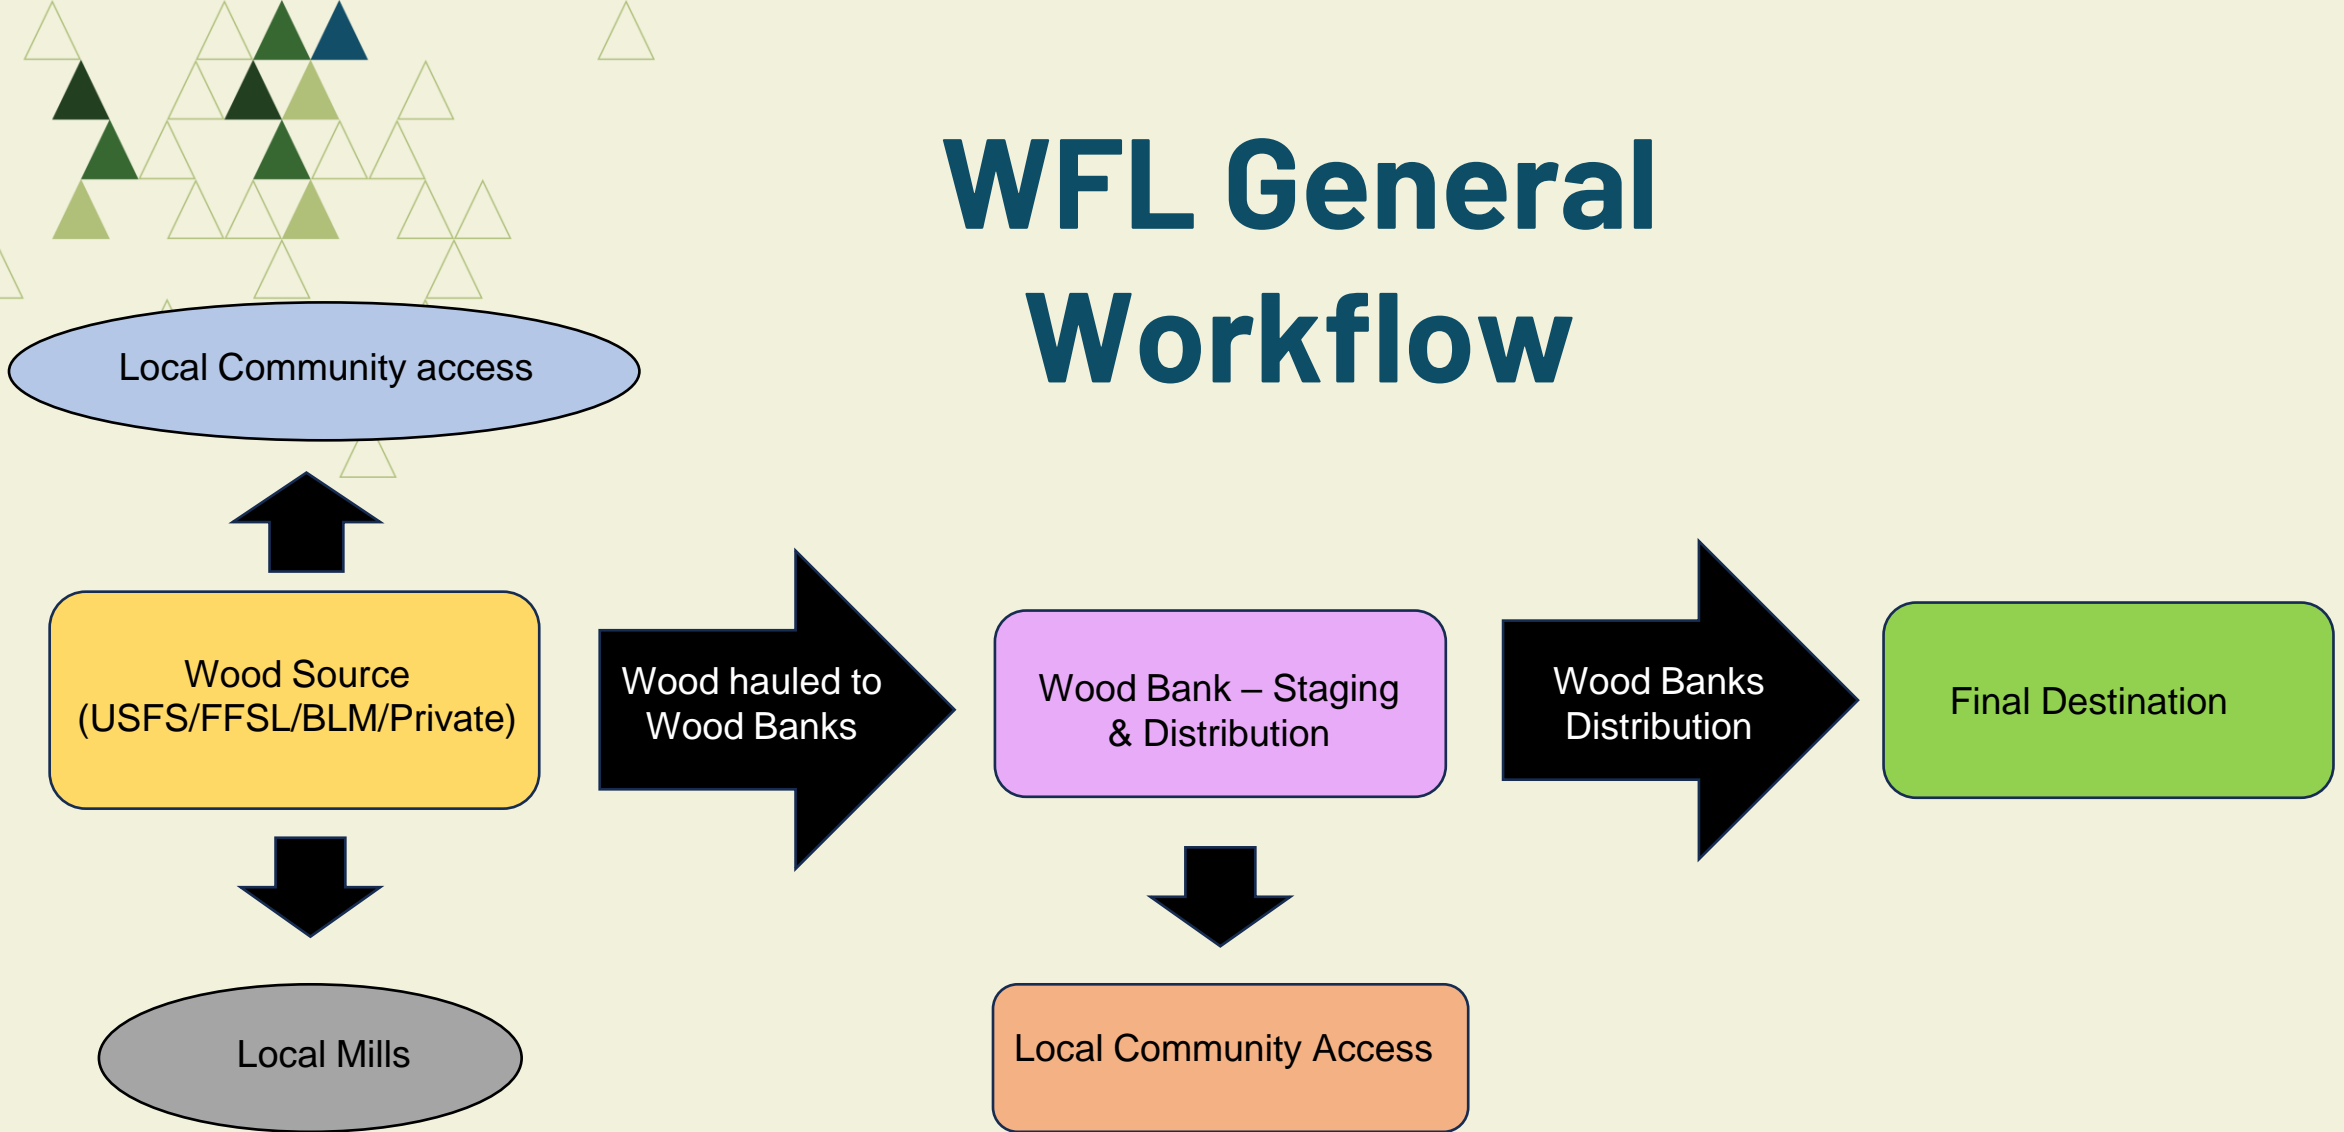 WFL General
Workflow
Local Community access
Wood Source
(USFS/FFSL/BLM/Private)
Wood hauled to
Wood Banks
Wood Bank – Staging
& Distribution
Wood Banks
Distribution
Final Destination
Local Mills
Local Community Access